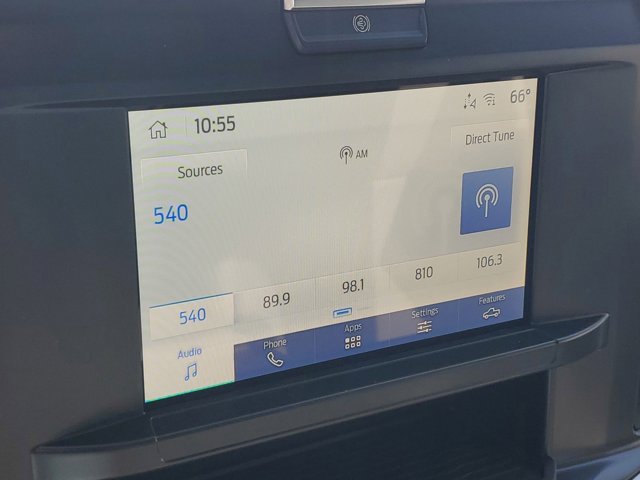 10:55
66°
Sources
AM
Direct Tune
540
540
89.9
98.1
810
106.3
Audio
Phone
Apps
Settings
Features